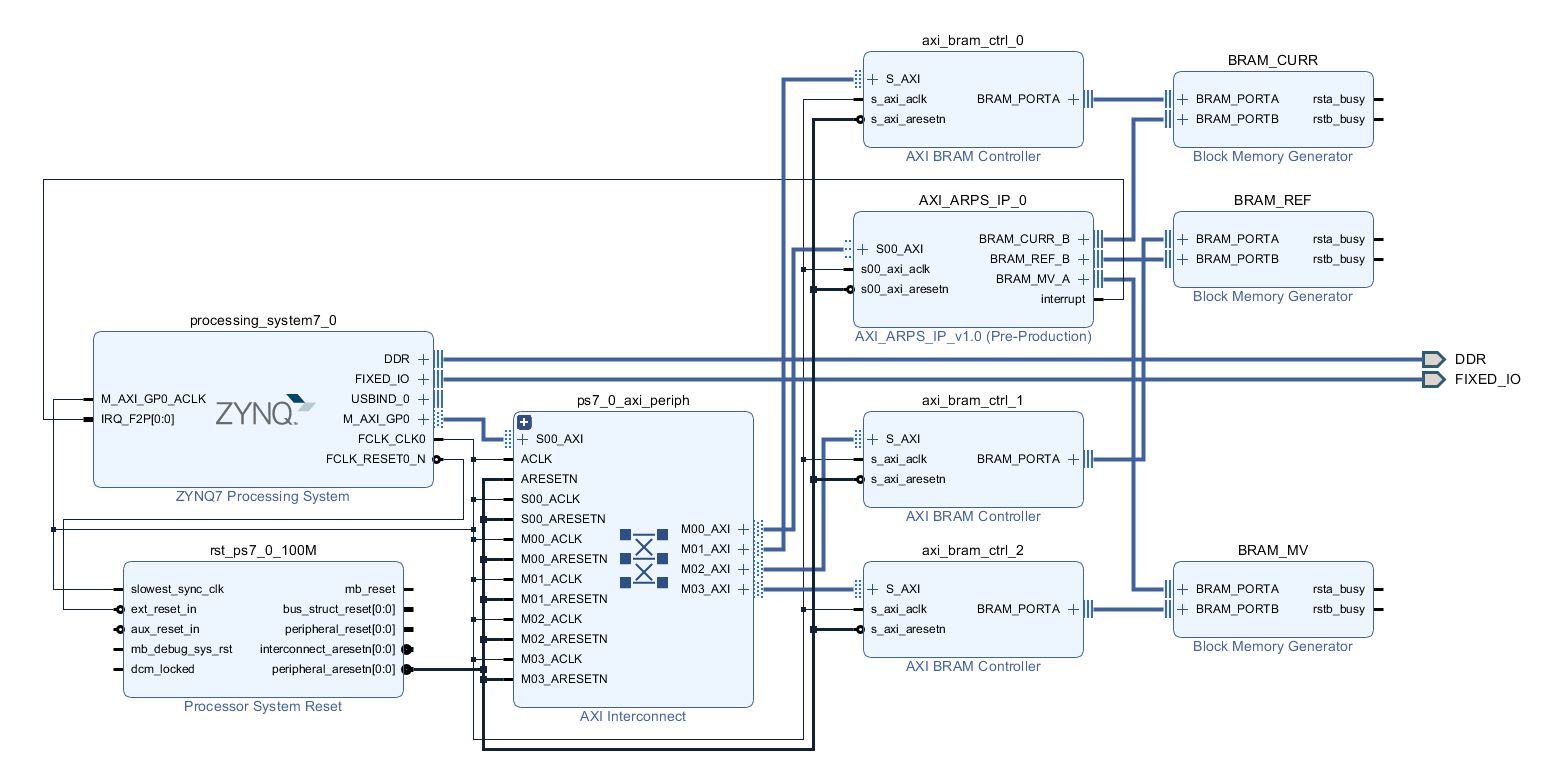 axi_bram_ctrl_0
S_AXI
s_axi_aclk
s_axi_aresetn
BRAM_PORTA
AXI BRAM Controller
BRAM_CURR
BRAM_PORTA
BRAM_PORTB
rsta_busy
rstb_busy
Block Memory Generator
AXI_ARPS_IP_0
S00_AXI
s00_axi_aclk
s00_axi_aresetn
BRAM_CURR_B
BRAM_REF_B
BRAM_MV_A
interrupt
AXI_ARPS_IP_v1.0 (Pre-Production)
BRAM_REF
BRAM_PORTA
BRAM_PORTB
rsta_busy
rstb_busy
Block Memory Generator
processing_system7_0
M_AXI_GP0_ACLK
IRQ_F2P[0:0]
ZYNQ
DDR
FIXED_IO
USBIND_0
M_AXI_GP0
FCLK_CLK0
FCLK_RESET0_N
ZYNQ7 Processing System
DDR
FIXED_IO
ps7_0_axi_periph
S00_AXI
ACLK
ARESETN
S00_ACLK
S00_ARESETN
M00_ACLK
M00_ARESETN
M01_ACLK
M01_ARESETN
M02_ACLK
M02_ARESETN
M03_ACLK
M03_ARESETN
M00_AXI
M01_AXI
M02_AXI
M03_AXI
AXI Interconnect
axi_bram_ctrl_1
S_AXI
s_axi_aclk
s_axi_aresetn
BRAM_PORTA
AXI BRAM Controller
rst_ps7_0_100M
slowest_sync_clk
ext_reset_in
aux_reset_in
mb_debug_sys_rst
dcm_locked
mb_reset
bus_struct_reset[0:0]
peripheral_reset[0:0]
interconnect_aresetn[0:0]
peripheral_aresetn[0:0]
Processor System Reset
axi_bram_ctrl_2
S_AXI
s_axi_aclk
s_axi_aresetn
BRAM_PORTA
AXI BRAM Controller
BRAM_MV
BRAM_PORTA
BRAM_PORTB
rsta_busy
rstb_busy
Block Memory Generator